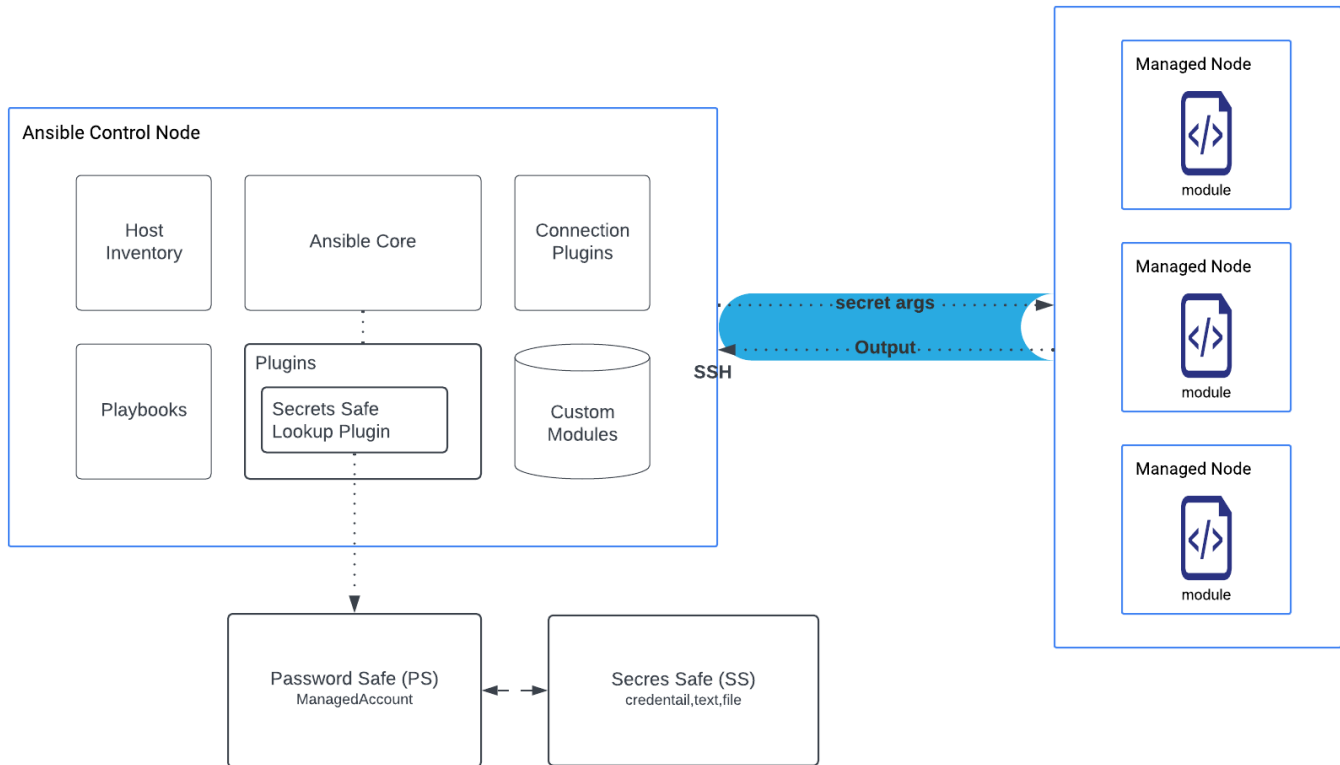 Ansible Control Node
Host
Inventory
Ansible Core
Connection
Plugins
Playbooks
Plugins
Secrets Safe
Lookup Plugin
Custom
Modules
secret args
Output
SSH
Managed Node
module
Managed Node
module
Managed Node
module
Password Safe (PS)
ManagedAccount
Secres Safe (SS)
credentail,text,file